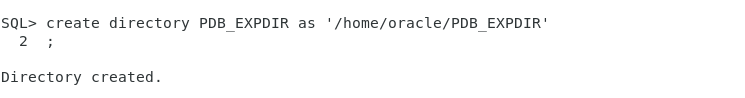 SQL> create directory PDB_EXPDIR as '/home/oracle/PDB_EXPDIR'
  2  ;
Directory created.